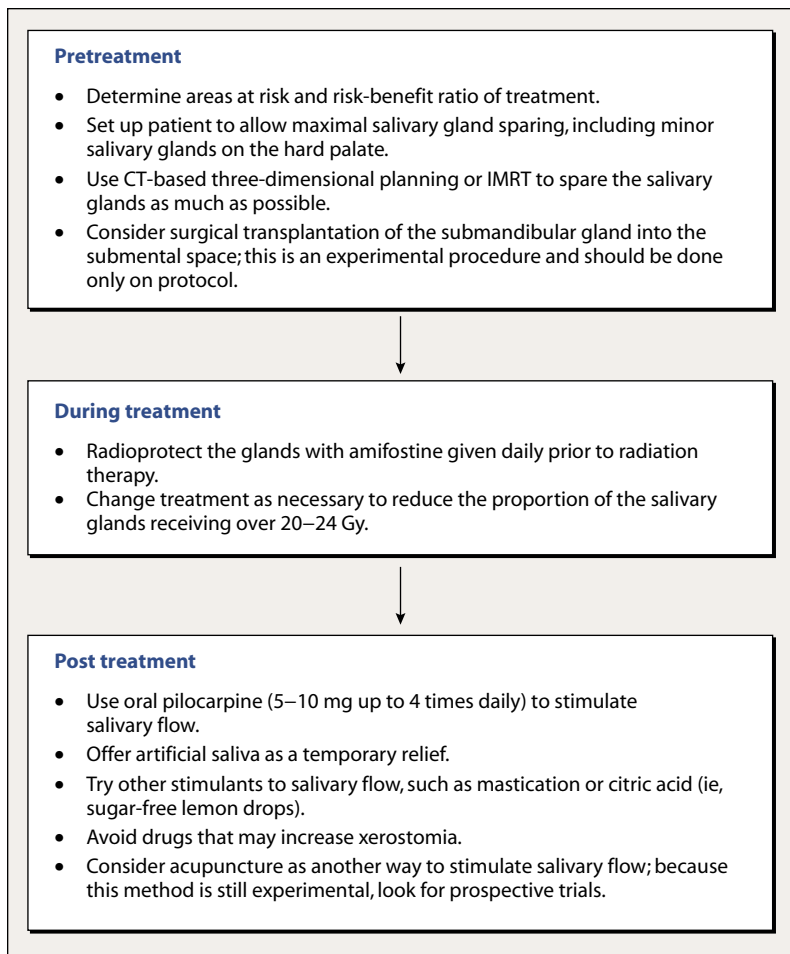 Pretreatment
• Determine areas at risk and risk-benefit ratio of treatment.
• Set up patient to allow maximal salivary gland sparing, including minor
salivary glands on the hard palate.
• Use CT-based three-dimensional planning or IMRT to spare the salivary
glands as much as possible.
• Consider surgical transplantation of the submandibular gland into the
submental space; this is an experimental procedure and should be done
only on protocol.
During treatment
• Radioprotect the glands with amifostine given daily prior to radiation
therapy.
• Change treatment as necessary to reduce the proportion of the salivary
glands receiving over 20–24 Gy.
Post treatment
• Use oral pilocarpine (5–10 mg up to 4 times daily) to stimulate
salivary flow.
• Offer artificial saliva as a temporary relief.
• Try other stimulants to salivary flow, such as mastication or citric acid (ie,
sugar-free lemon drops).
• Avoid drugs that may increase xerostomia.
• Consider acupuncture as another way to stimulate salivary flow; because
this method is still experimental, look for prospective trials.